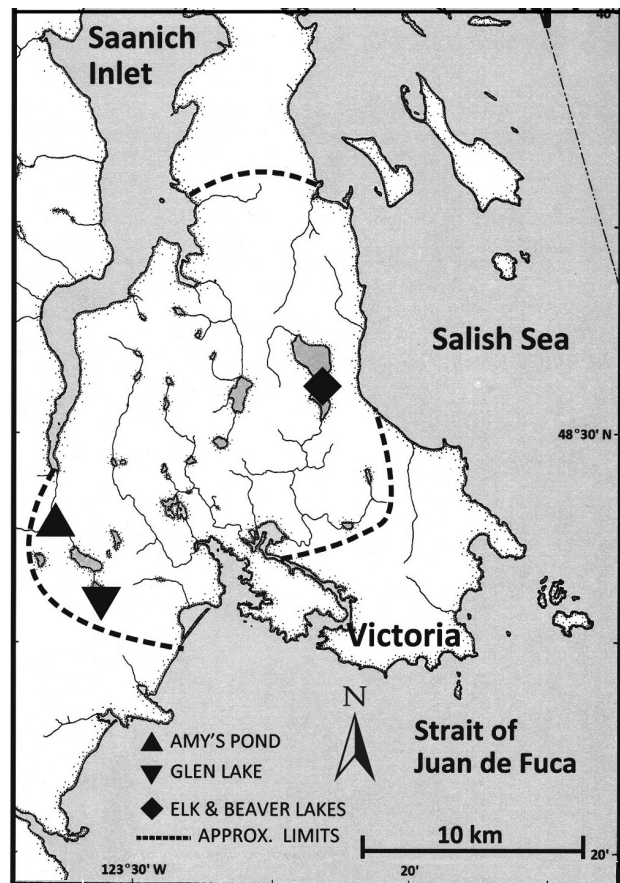 40'
Saanich
Inlet
Salish Sea
48°30' N
Victoria
N
Strait of
Juan de Fuca
AMY'S POND
GLEN LAKE
ELK & BEAVER LAKES
APPROX. LIMITS
10 km
20'
123°30' W
20'